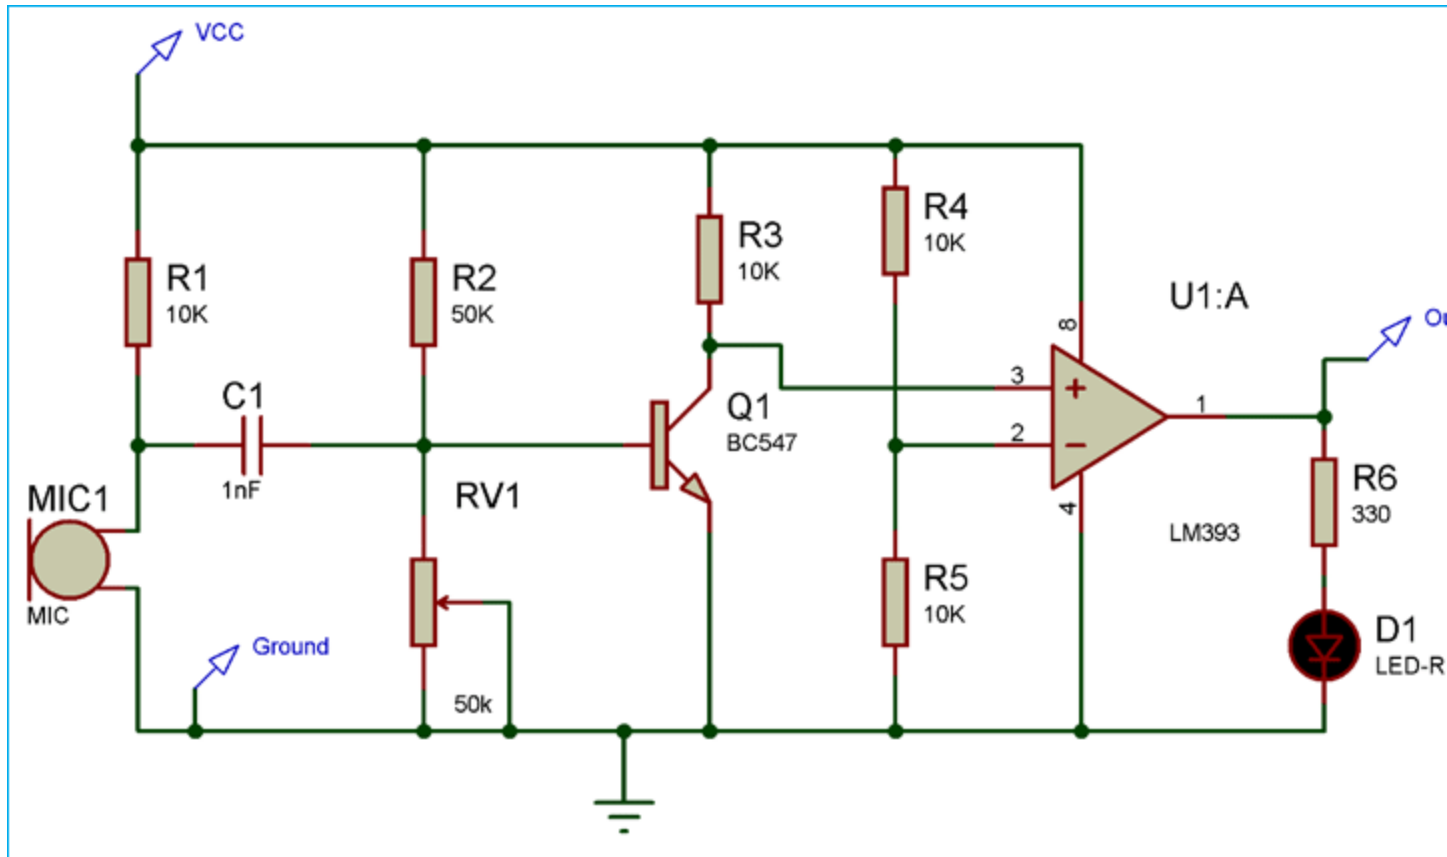 VCC
R1
10K
R2
50K
R3
10K
R4
10K
U1:A
8
3
2
1
4
LM393
C1
1nF
Q1
BC547
MIC1
MIC
RV1
50k
R5
10K
R6
330
D1
LED-R
Ground